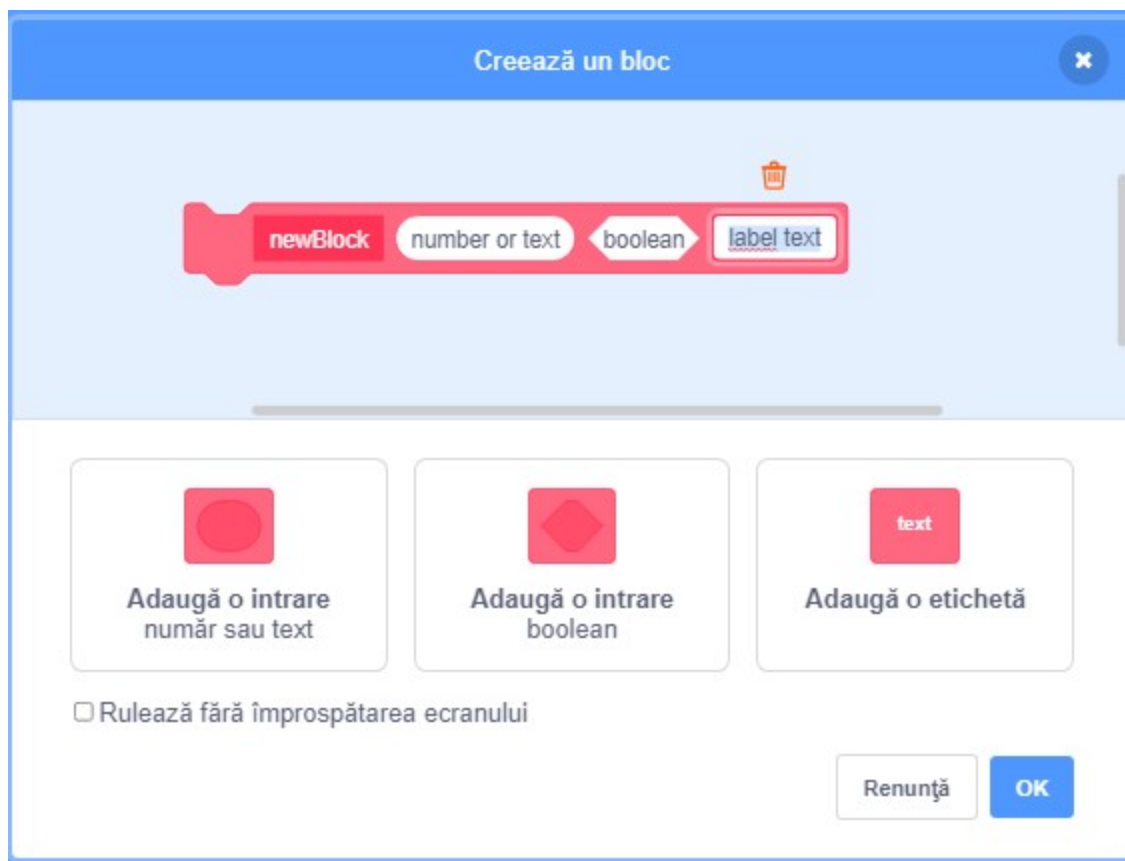 Creează un bloc
newBlock number or text boolean label text
text
Adaugă o intrare
număr sau text
Adaugă o intrare
boolean
Adaugă o etichetă
Rulează fără împrospătarea ecranului
Renunţă OK